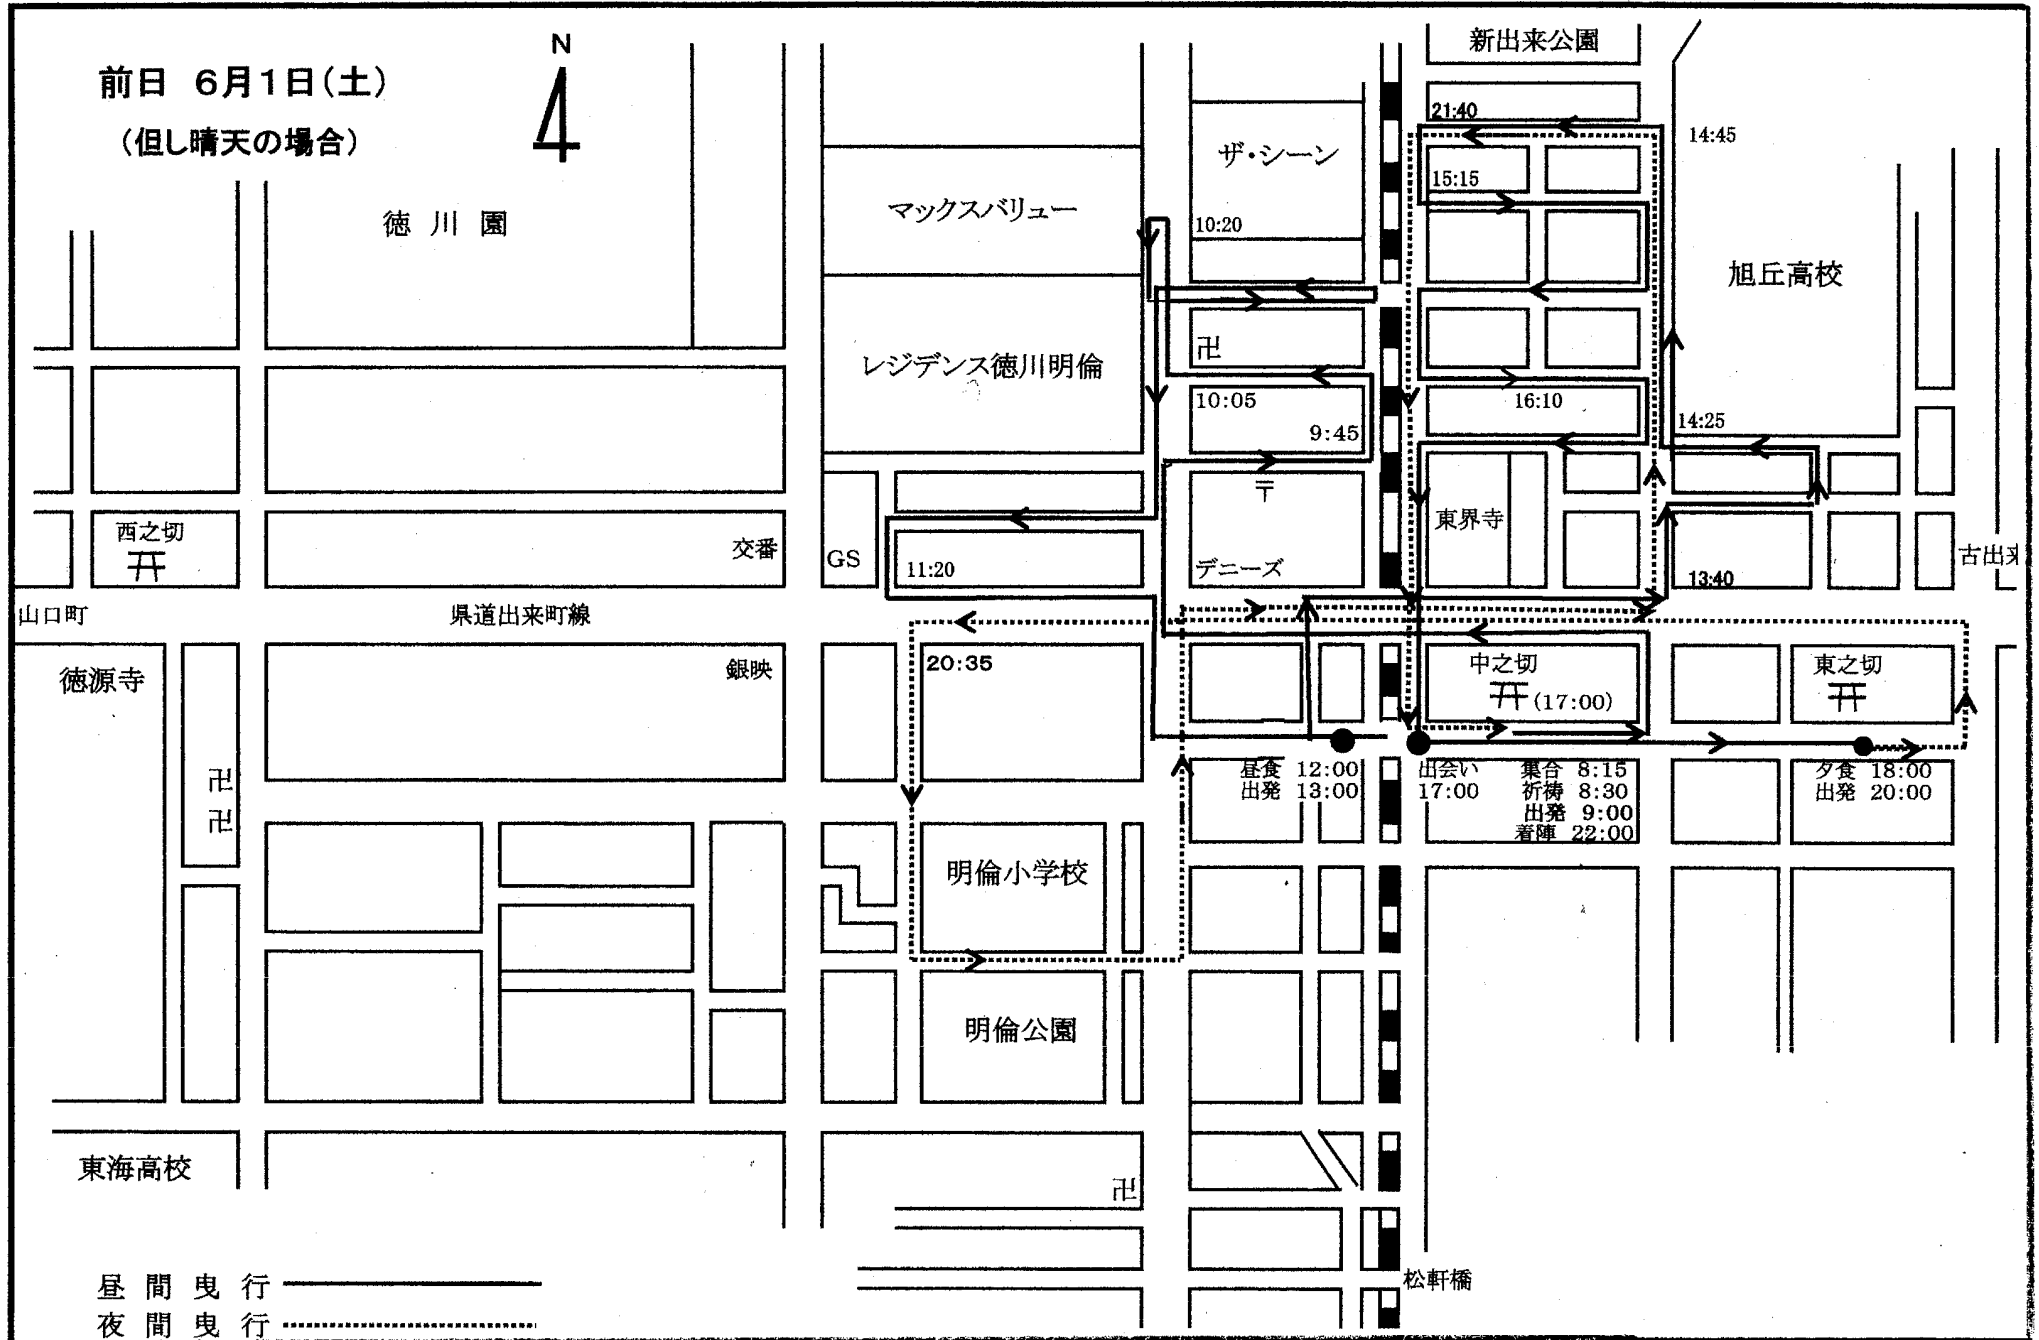 前日 6月1日(土)
(但し晴天の場合)
N
新出来公園
21:40
14:45
ザ・シーン
15:15
マックスバリュー
徳川園
10:20
旭丘高校
卍
レジデンス徳川明倫
10:05
16:10
14:25
9:45
〒
東界寺
西之切
交番
GS
11:20
デニーズ
13:40
山口町
県道出来町線
徳源寺
銀映
20:35
中之切
(17:00)
東之切
昼食 12:00
出発 13:00
出会い
17:00
集合 8:15
祈祷 8:30
出発 9:00
着陣 22:00
夕食 18:00
出発 20:00
卍
卍
明倫小学校
明倫公園
東海高校
卍
松軒橋
昼間曳行
夜間曳行